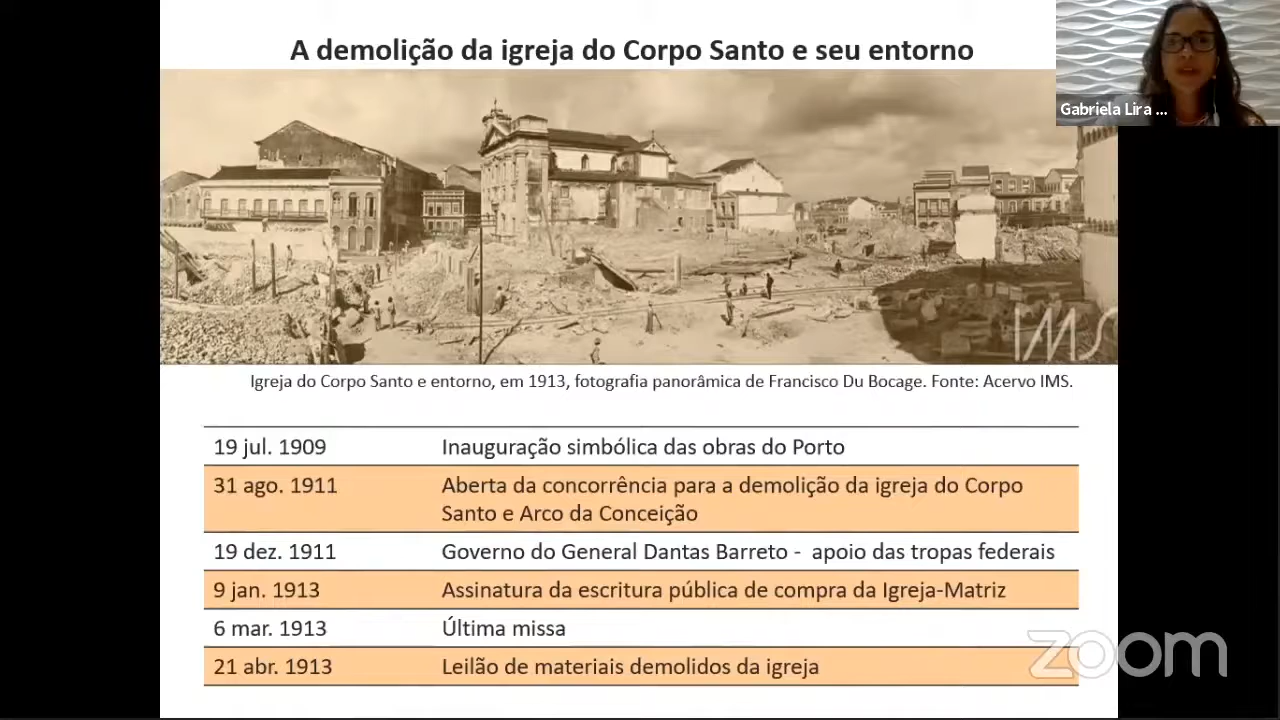 A demolição da igreja do Corpo Santo e seu entorno
Gabriela Lira ...
IMS
Igreja do Corpo Santo e entorno, em 1913, fotografia panorâmica de Francisco Du Bocage. Fonte: Acervo IMS.
19 jul. 1909 Inauguração simbólica das obras do Porto
31 ago. 1911 Aberta da concorrência para a demolição da igreja do Corpo
Santo e Arco da Conceição
19 dez. 1911 Governo do General Dantas Barreto - apoio das tropas federais
9 jan. 1913 Assinatura da escritura pública de compra da Igreja-Matriz
6 mar. 1913 Última missa
21 abr. 1913 Leilão de materiais demolidos da igreja
zoom